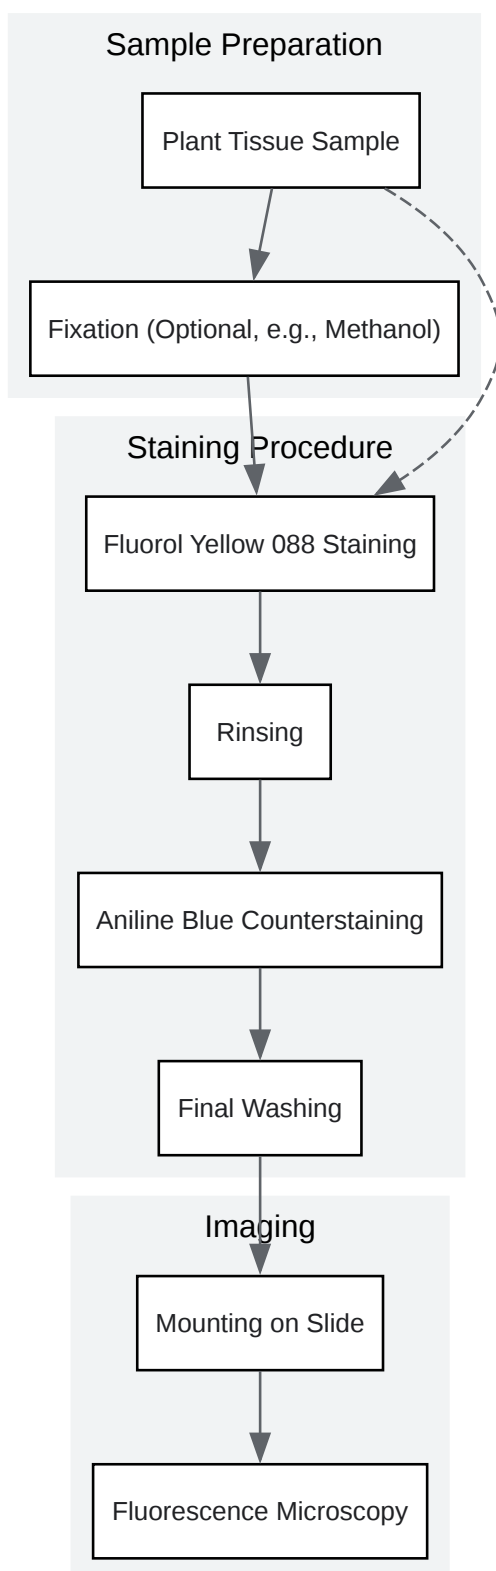 Sample Preparation
Plant Tissue Sample
Fixation (Optional, e.g., Methanol)
Staining Procedure
Fluorol Yellow 088 Staining
Rinsing
Aniline Blue Counterstaining
Final Washing
Imaging
Mounting on Slide
Fluorescence Microscopy